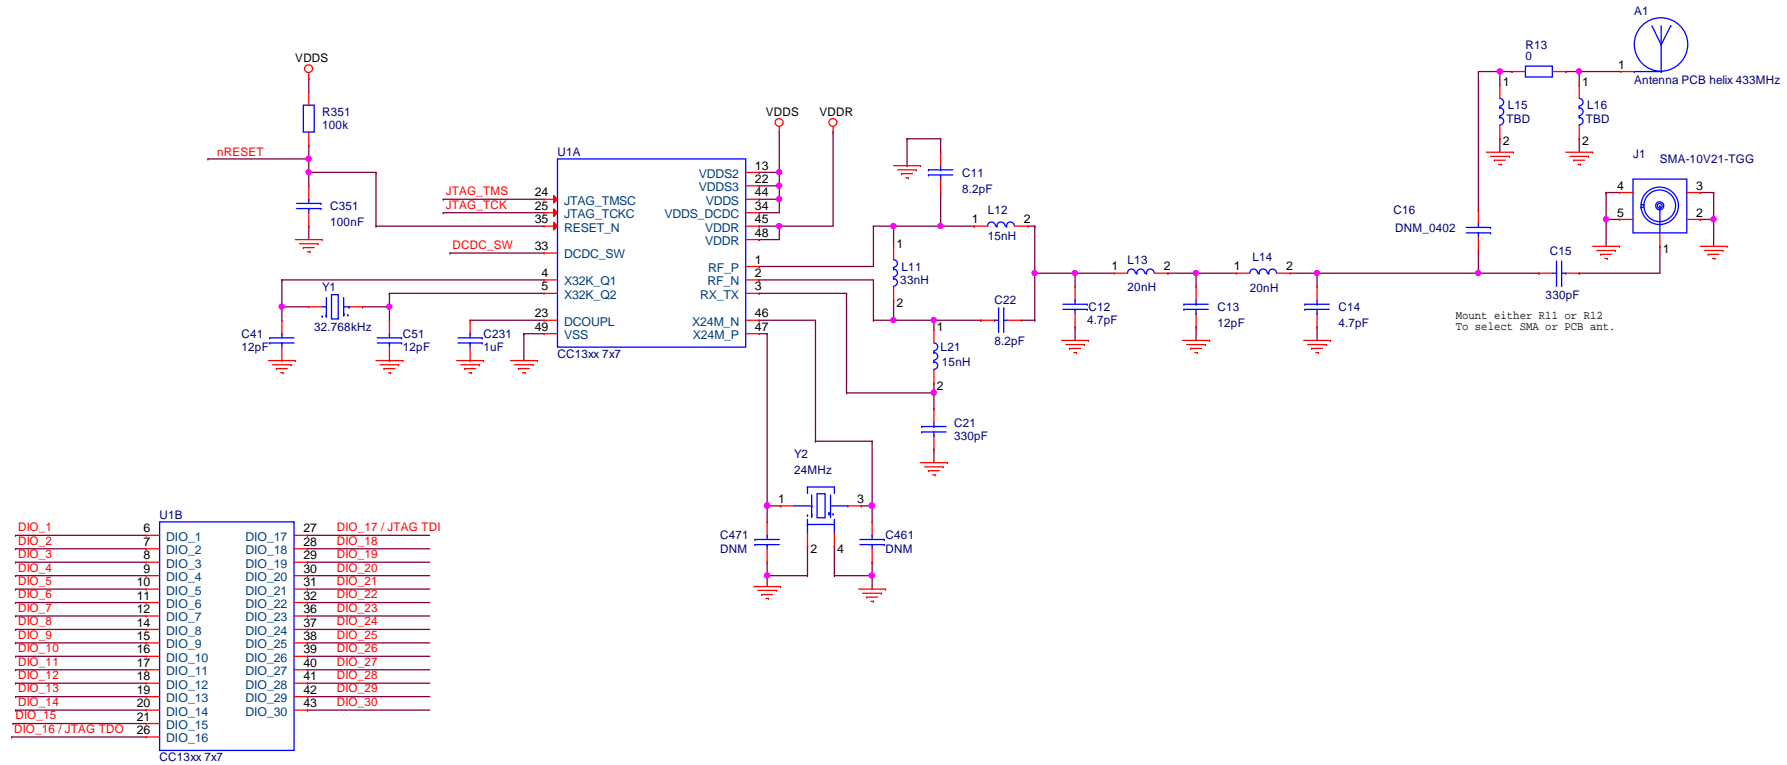 A1
1
Antenna PCB helix 433MHz
R13
0
1
L15
TBD
2
1
L16
TBD
2
J1
SMA-10V21-TGG
4
3
5
2
1
C16
DNM_0402
C15
330pF
Mount either R11 or R12
To select SMA or PCB ant.
VDDS
R351
100k
nRESET
C351
100nF
VDDS
VDDR
U1A
JTAG_TMS
24
JTAG_TMSC
JTAG_TCK
25
JTAG_TCKC
35
RESET_N
DCDC_SW
33
DCDC_SW
4
X32K_Q1
5
X32K_Q2
23
DCOUPL
49
VSS
VDDS2
13
VDDS3
22
VDDS
44
VDDS_DCDC
34
VDDR
45
VDDR
48
RF_P
1
RF_N
2
RX_TX
3
X24M_N
46
X24M_P
47
CC13xx 7x7
Y1
32.768kHz
C41
12pF
C51
12pF
C231
1uF
C11
8.2pF
1
L12
2
15nH
1
L11
33nH
2
C22
8.2pF
1
L21
15nH
2
C21
330pF
1
L13
2
20nH
1
L14
2
20nH
C12
4.7pF
C13
12pF
C14
4.7pF
Y2
24MHz
1
3
2
4
C471
DNM
C461
DNM
U1B
DIO_1
6
DIO_1
DIO_2
7
DIO_2
DIO_3
8
DIO_3
DIO_4
9
DIO_4
DIO_5
10
DIO_5
DIO_6
11
DIO_6
DIO_7
12
DIO_7
DIO_8
14
DIO_8
DIO_9
15
DIO_9
DIO_10
16
DIO_10
DIO_11
17
DIO_11
DIO_12
18
DIO_12
DIO_13
19
DIO_13
DIO_14
20
DIO_14
DIO_15
21
DIO_15
DIO_16 / JTAG TDO
26
DIO_16
DIO_17
27
DIO_17 / JTAG TDI
DIO_18
28
DIO_18
DIO_19
29
DIO_19
DIO_20
30
DIO_20
DIO_21
31
DIO_21
DIO_22
32
DIO_22
DIO_23
36
DIO_23
DIO_24
37
DIO_24
DIO_25
38
DIO_25
DIO_26
39
DIO_26
DIO_27
40
DIO_27
DIO_28
41
DIO_28
DIO_29
42
DIO_29
DIO_30
43
DIO_30
CC13xx 7x7